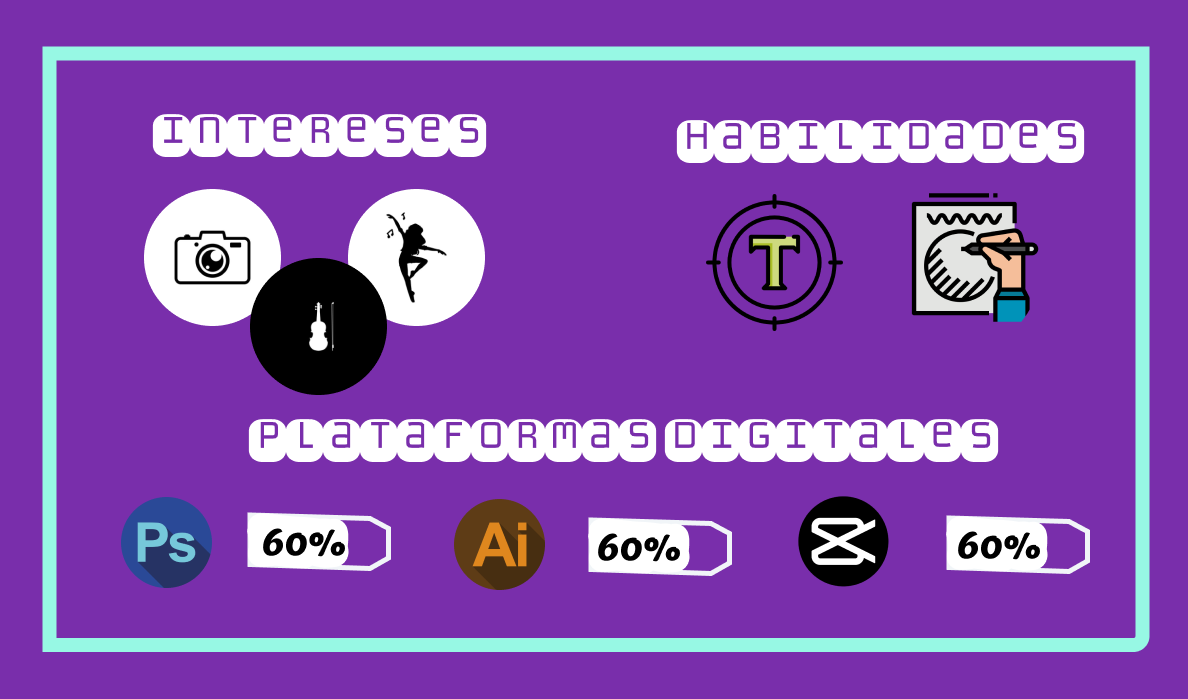 INTeReSeS
HaBILIDaDeS
T
PLaTaFORMaS DIGITaLeS
Ps 60% Ai 60% 60%